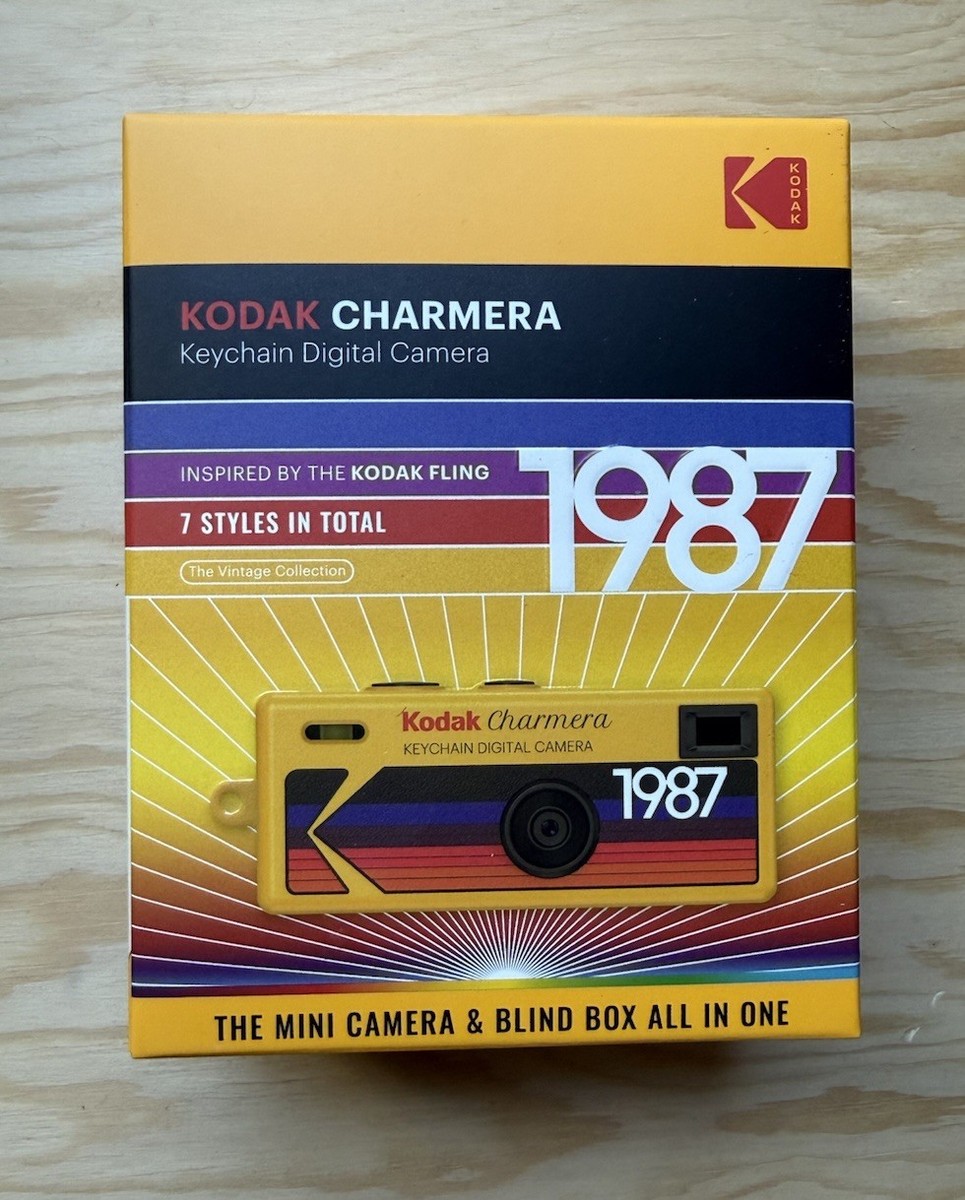 KODAK
KODAK CHARMERA
Keychain Digital Camera
INSPIRED BY THE KODAK FLING
1987
7 STYLES IN TOTAL
The Vintage Collection
Kodak Charmera
KEYCHAIN DIGITAL CAMERA
1987
THE MINI CAMERA & BLIND BOX ALL IN ONE